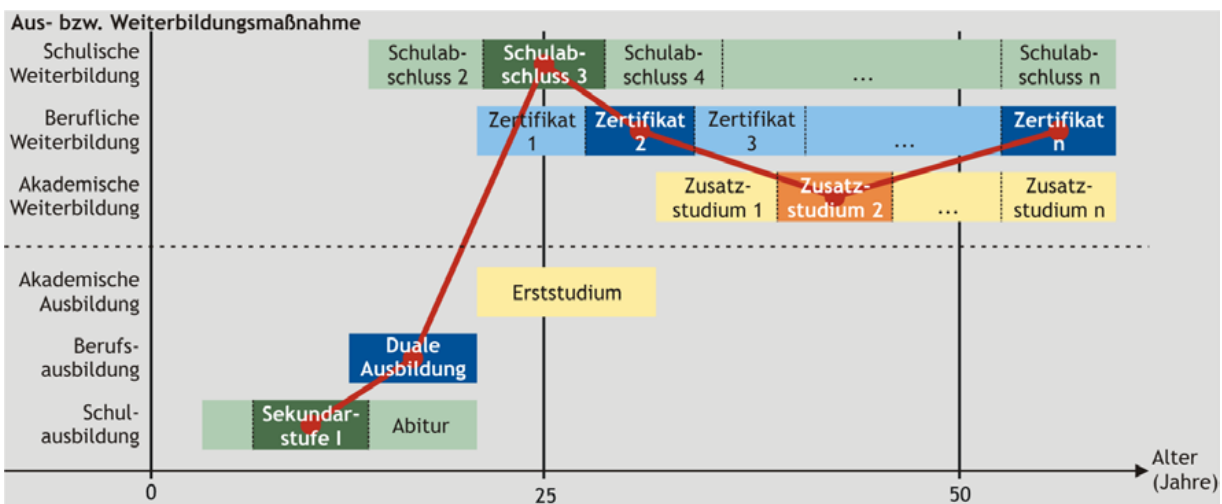 Aus- bzw. Weiterbildungsmaßnahme
Schulische
Weiterbildung
Schulab-
schluss 2
Schulab-
schluss 3
Schulab-
schluss 4
...
Schulab-
schluss n
Berufliche
Weiterbildung
Zertifikat
1
Zertifikat
2
Zertifikat
3
...
Zertifikat
n
Akademische
Weiterbildung
Zusatz-
studium 1
Zusatz-
studium 2
...
Zusatz-
studium n
Akademische
Ausbildung
Erststudium
Berufs-
ausbildung
Duale
Ausbildung
Schul-
ausbildung
Sekundar-
stufe I
Abitur
Alter
(Jahre)
0
25
50